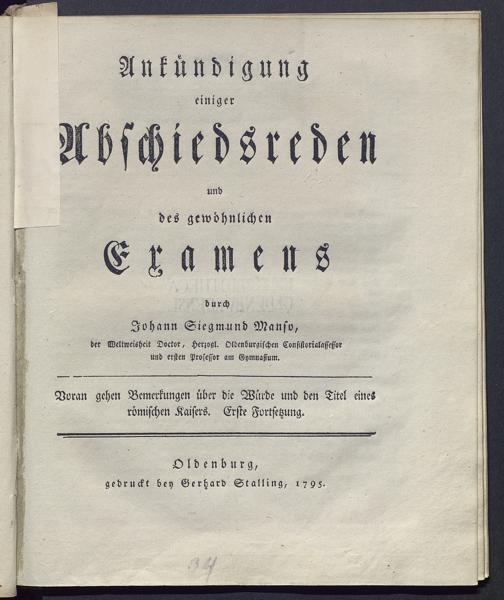 Ankündigung
einiger
Abschiedsreden
und
des gewöhnlichen
Examens
durch
Johann Siegmund Manso,
der Weltweisheit Doctor, Herzogl. Oldenburgischen Consistorialassessor
und ersten Professor am Gymnasium.
Voran gehen Bemerkungen über die Würde und den Titel eines
römischen Kaisers. Erste Fortsetzung.
Oldenburg,
gedruckt bey Gerhard Stalling, 1795.
34